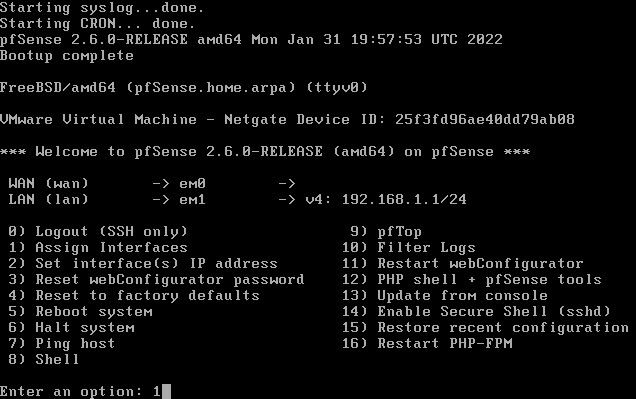 Starting syslog...done.
Starting CRON... done.
pfSense 2.6.0-RELEASE amd64 Mon Jan 31 19:57:53 UTC 2022
Bootup complete
FreeBSD/amd64 (pfSense.home.arpa) (ttyv0)
VMware Virtual Machine - Netgate Device ID: 25f3fd96ae40dd79ab08
*** Welcome to pfSense 2.6.0-RELEASE (amd64) on pfSense ***
WAN (wan)       -> em0        ->
LAN (lan)       -> em1        -> v4: 192.168.1.1/24
0) Logout (SSH only)                  9) pfTop
1) Assign Interfaces                 10) Filter Logs
2) Set interface(s) IP address       11) Restart webConfigurator
3) Reset webConfigurator password    12) PHP shell + pfSense tools
4) Reset to factory defaults         13) Update from console
5) Reboot system                     14) Enable Secure Shell (sshd)
6) Halt system                       15) Restore recent configuration
7) Ping host                         16) Restart PHP-FPM
8) Shell
Enter an option: 1